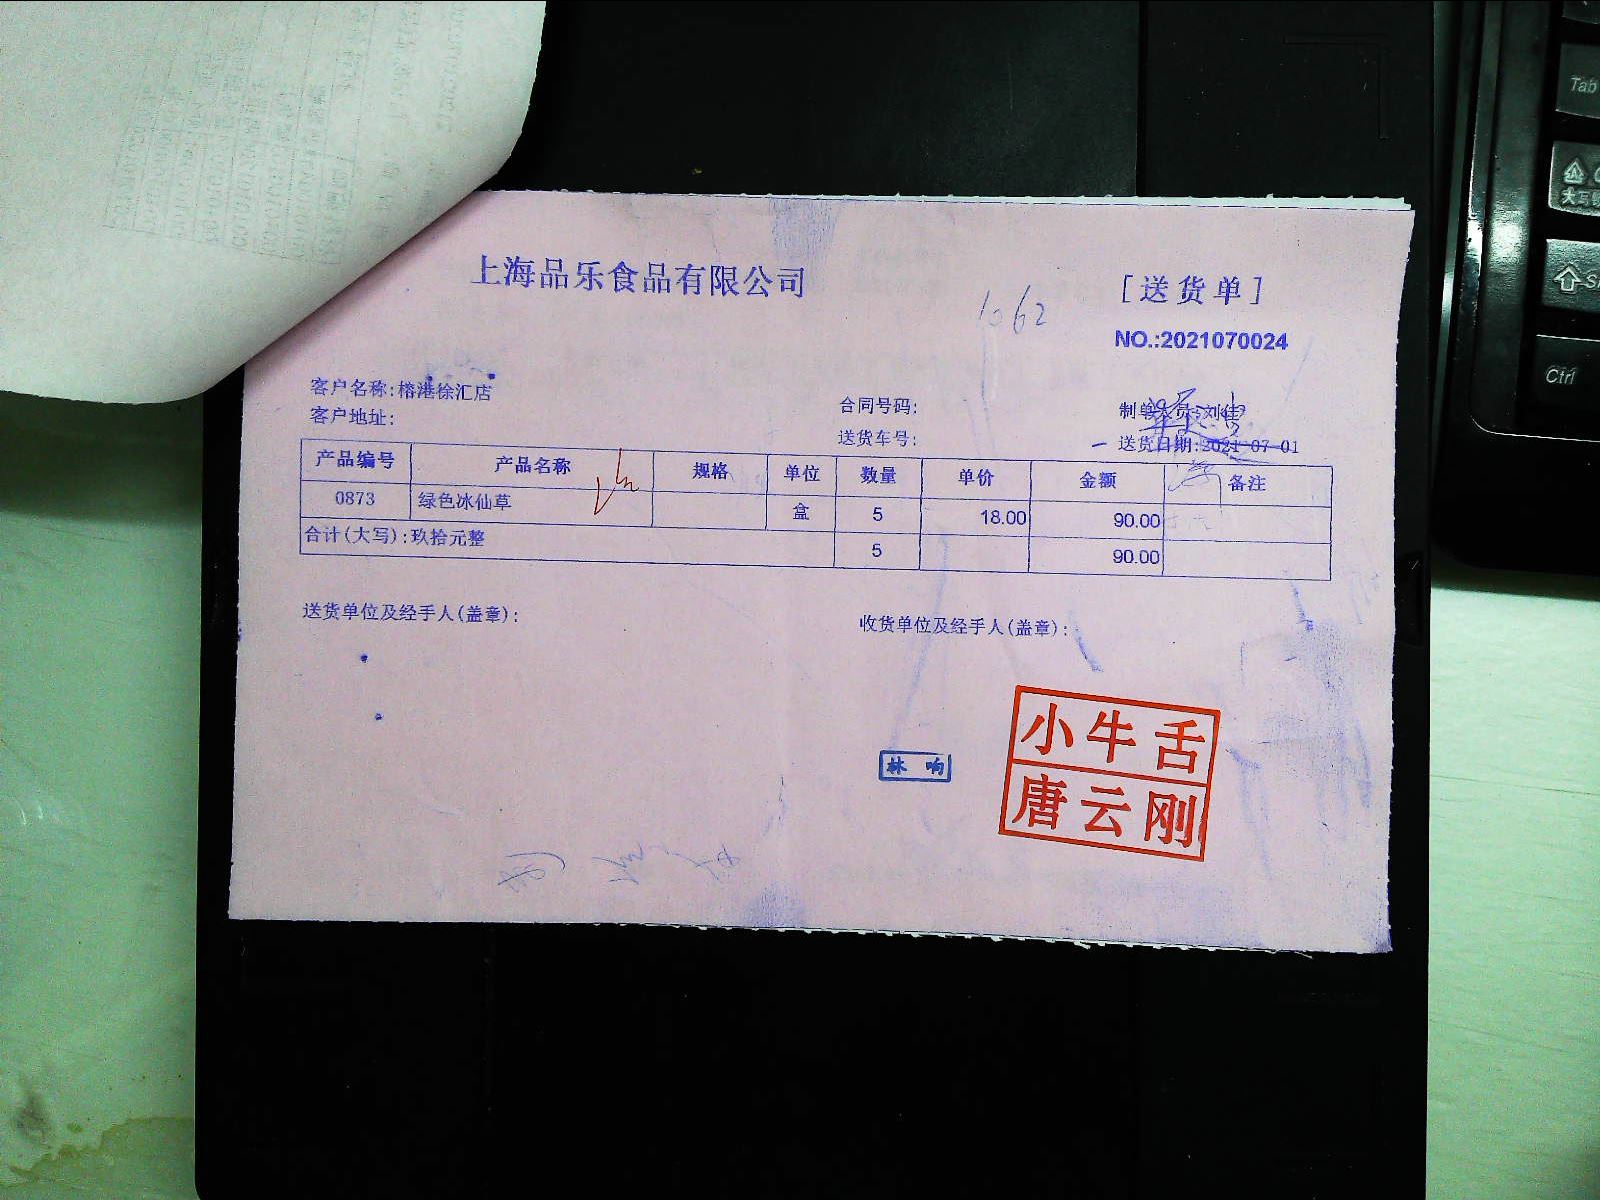 上海品乐食品有限公司
[送货单]
1062
NO.:2021070024
客户名称:榕港徐汇店
合同号码:
制单人员:刘倩
客户地址:
送货车号:
送货日期:2021-07-01
产品编号 产品名称 规格 单位 数量 单价 金额 备注
0873 绿色冰仙草 盒 5 18.00 90.00
合计(大写):玖拾元整 5 90.00
送货单位及经手人(盖章):
收货单位及经手人(盖章):
林响
小牛舌
唐云刚
Tab
大写
Ctrl